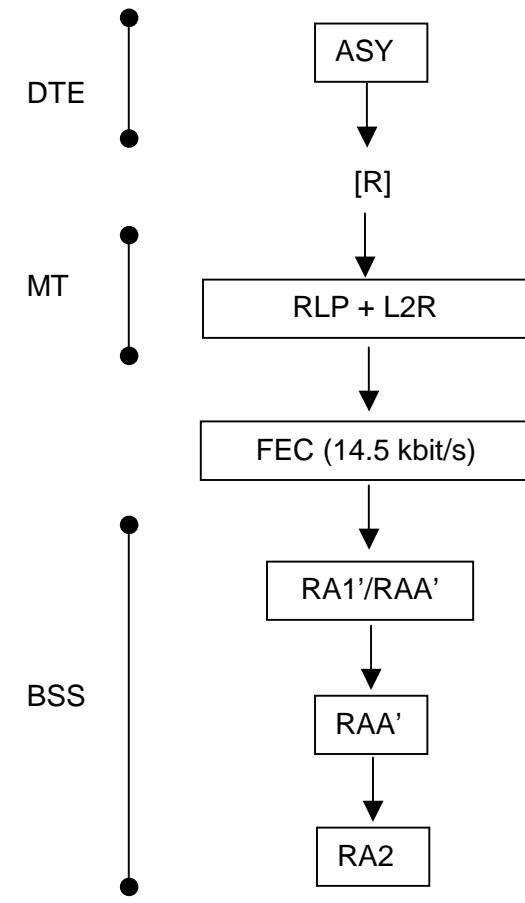 ASY
DTE
[R]
MT
RLP + L2R
FEC (14.5 kbit/s)
RA1’/RAA’
BSS
RAA’
RA2